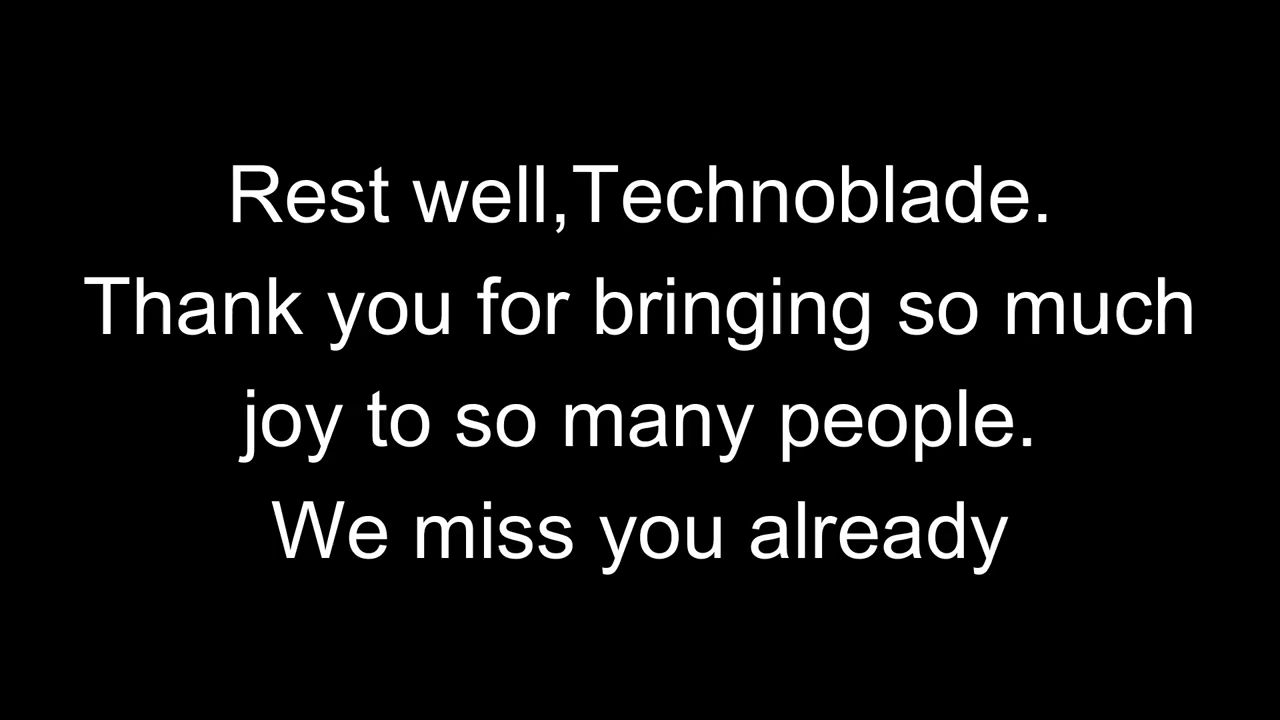 Rest well,Technoblade.
Thank you for bringing so much
joy to so many people.
We miss you already